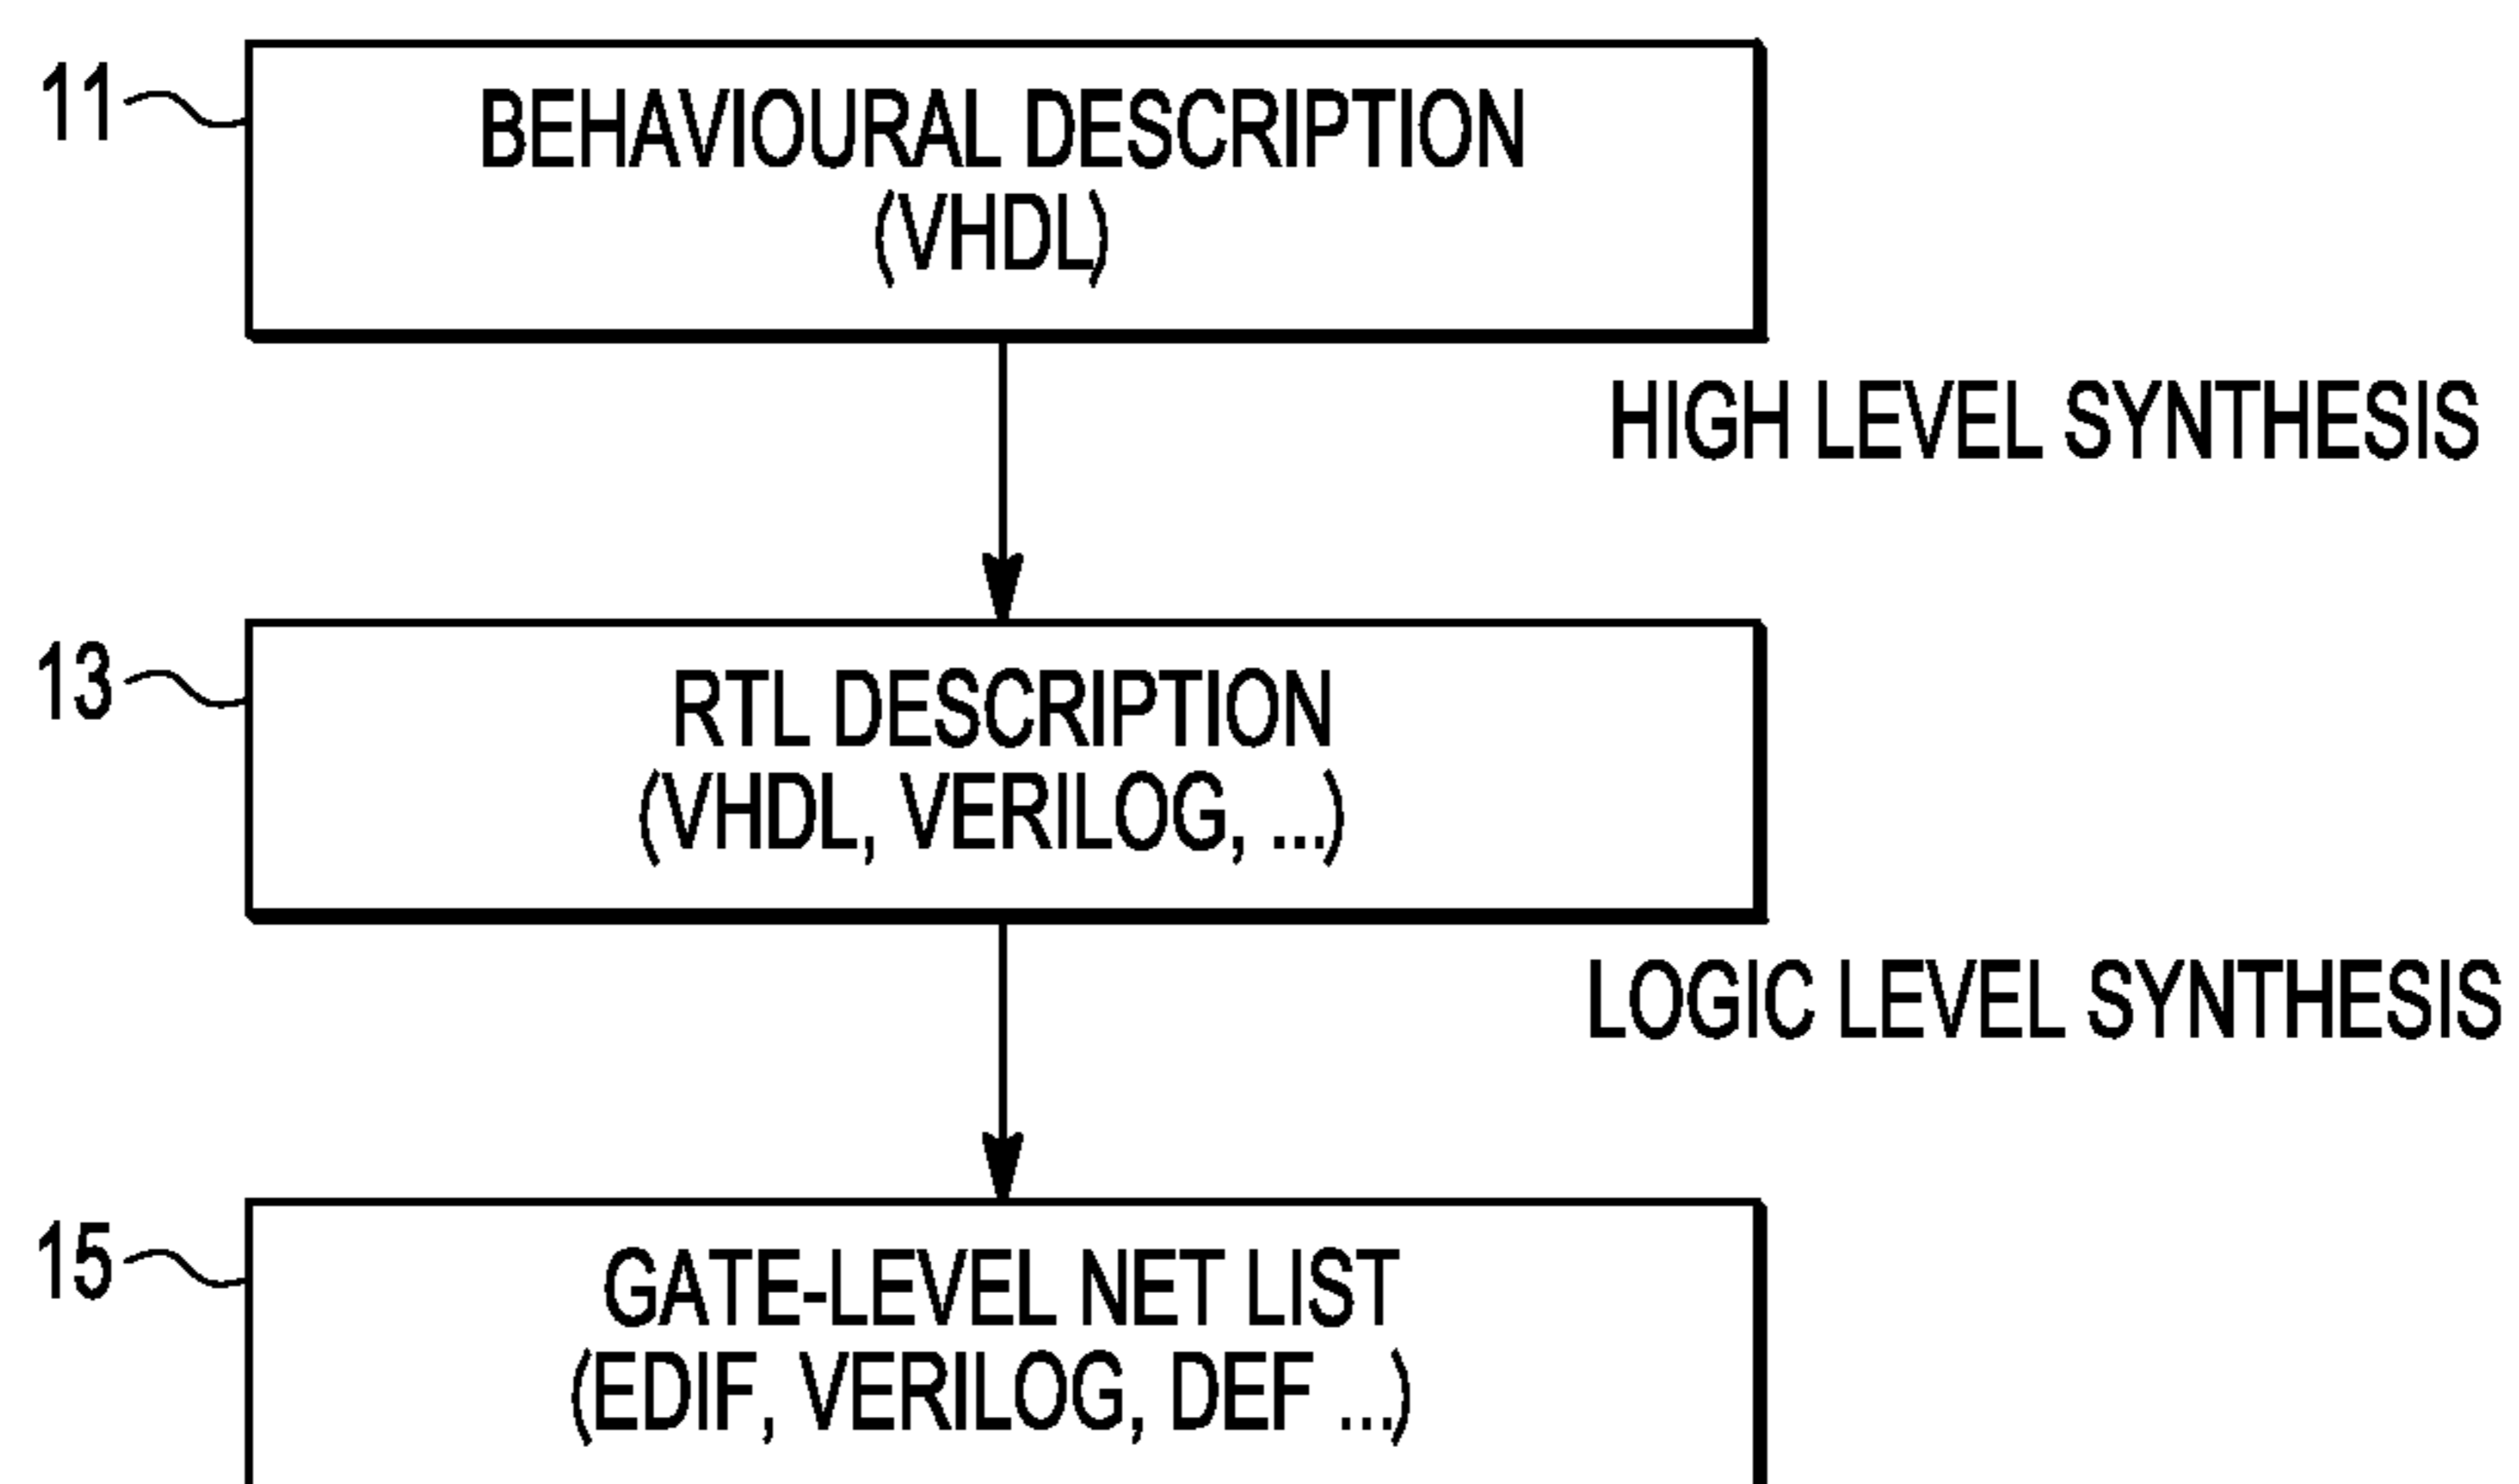 11
BEHAVIOURAL DESCRIPTION
(VHDL)
HIGH LEVEL SYNTHESIS
13
RTL DESCRIPTION
(VHDL, VERILOG, ...)
LOGIC LEVEL SYNTHESIS
15
GATE-LEVEL NET LIST
(EDIF, VERILOG, DEF ...)